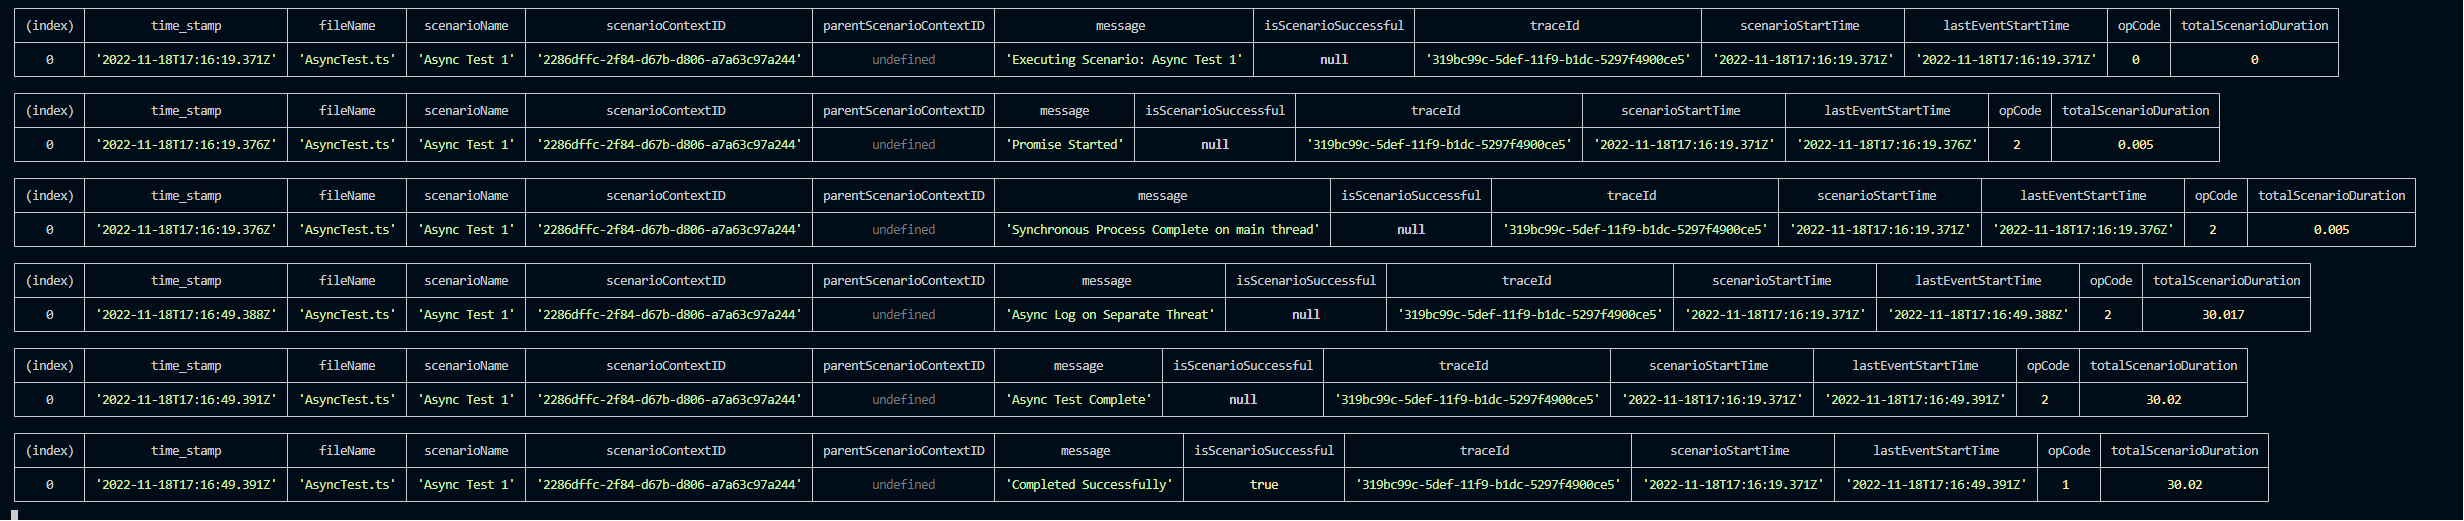 (index) time_stamp fileName scenarioName scenarioContextID parentScenarioContextID message isScenarioSuccessful traceId scenarioStartTime lastEventStartTime opCode totalScenarioDuration
0 '2022-11-18T17:16:19.371Z' 'AsyncTest.ts' 'Async Test 1' '2286dffc-2f84-d67b-d806-a7a63c97a244' undefined 'Executing Scenario: Async Test 1' null '319bc99c-5def-11f9-b1dc-5297f4900ce5' '2022-11-18T17:16:19.371Z' '2022-11-18T17:16:19.371Z' 0 0
(index) time_stamp fileName scenarioName scenarioContextID parentScenarioContextID message isScenarioSuccessful traceId scenarioStartTime lastEventStartTime opCode totalScenarioDuration
0 '2022-11-18T17:16:19.376Z' 'AsyncTest.ts' 'Async Test 1' '2286dffc-2f84-d67b-d806-a7a63c97a244' undefined 'Promise Started' null '319bc99c-5def-11f9-b1dc-5297f4900ce5' '2022-11-18T17:16:19.371Z' '2022-11-18T17:16:19.376Z' 2 0.005
(index) time_stamp fileName scenarioName scenarioContextID parentScenarioContextID message isScenarioSuccessful traceId scenarioStartTime lastEventStartTime opCode totalScenarioDuration
0 '2022-11-18T17:16:19.376Z' 'AsyncTest.ts' 'Async Test 1' '2286dffc-2f84-d67b-d806-a7a63c97a244' undefined 'Synchronous Process Complete on main thread' null '319bc99c-5def-11f9-b1dc-5297f4900ce5' '2022-11-18T17:16:19.371Z' '2022-11-18T17:16:19.376Z' 2 0.005
(index) time_stamp fileName scenarioName scenarioContextID parentScenarioContextID message isScenarioSuccessful traceId scenarioStartTime lastEventStartTime opCode totalScenarioDuration
0 '2022-11-18T17:16:49.388Z' 'AsyncTest.ts' 'Async Test 1' '2286dffc-2f84-d67b-d806-a7a63c97a244' undefined 'Async Log on Separate Threat' null '319bc99c-5def-11f9-b1dc-5297f4900ce5' '2022-11-18T17:16:19.371Z' '2022-11-18T17:16:49.388Z' 2 30.017
(index) time_stamp fileName scenarioName scenarioContextID parentScenarioContextID message isScenarioSuccessful traceId scenarioStartTime lastEventStartTime opCode totalScenarioDuration
0 '2022-11-18T17:16:49.391Z' 'AsyncTest.ts' 'Async Test 1' '2286dffc-2f84-d67b-d806-a7a63c97a244' undefined 'Async Test Complete' null '319bc99c-5def-11f9-b1dc-5297f4900ce5' '2022-11-18T17:16:19.371Z' '2022-11-18T17:16:49.391Z' 2 30.02
(index) time_stamp fileName scenarioName scenarioContextID parentScenarioContextID message isScenarioSuccessful traceId scenarioStartTime lastEventStartTime opCode totalScenarioDuration
0 '2022-11-18T17:16:49.391Z' 'AsyncTest.ts' 'Async Test 1' '2286dffc-2f84-d67b-d806-a7a63c97a244' undefined 'Completed Successfully' true '319bc99c-5def-11f9-b1dc-5297f4900ce5' '2022-11-18T17:16:19.371Z' '2022-11-18T17:16:49.391Z' 1 30.02